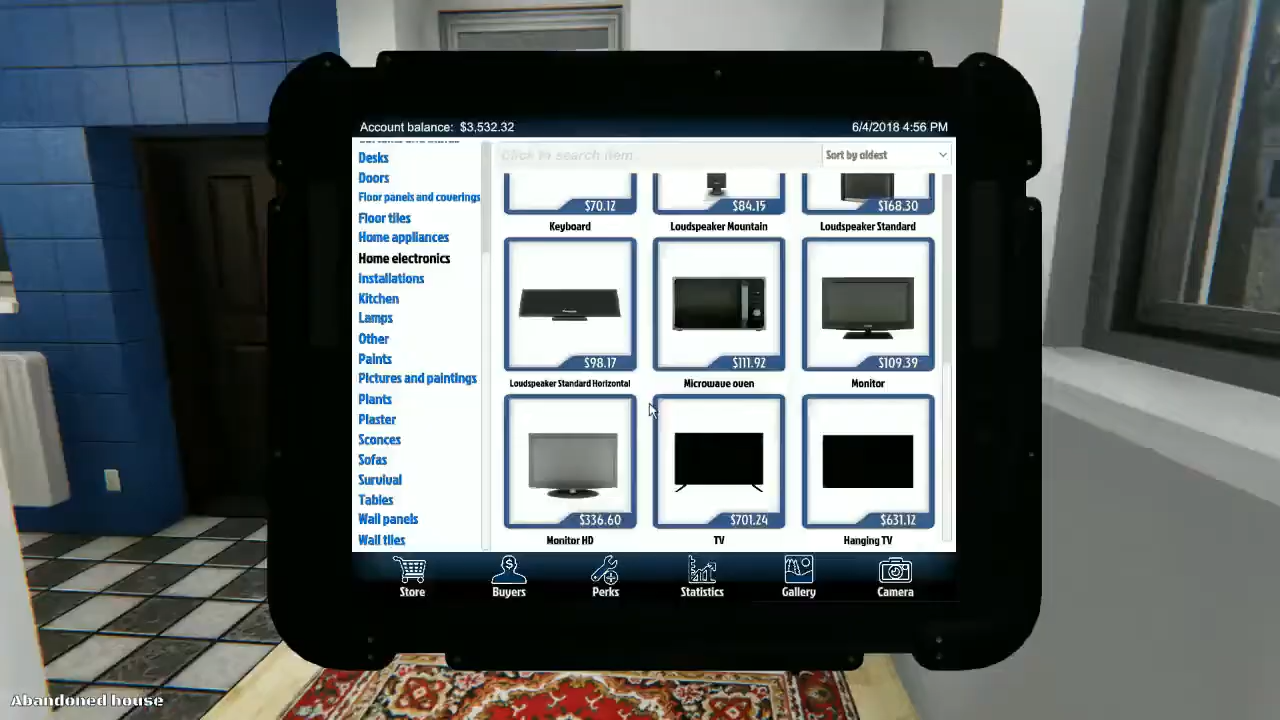 Account balance: $3,532.32
6/4/2018 4:56 PM
Desks
Doors
Floor panels and coverings
Floor tiles
Home appliances
Home electronics
Installations
Kitchen
Lamps
Other
Paints
Pictures and paintings
Plants
Plaster
Sconces
Sofas
Survival
Tables
Wall panels
Wall tiles
Click to search item...
Sort by oldest
$70.12
$84.15
$168.30
Keyboard
Loudspeaker Mountain
Loudspeaker Standard
$98.17
$111.92
$109.39
Loudspeaker Standard Horizontal
Microwave oven
Monitor
$336.60
$701.24
$631.12
Monitor HD
TV
Hanging TV
Store
Buyers
Perks
Statistics
Gallery
Camera
Abandoned house